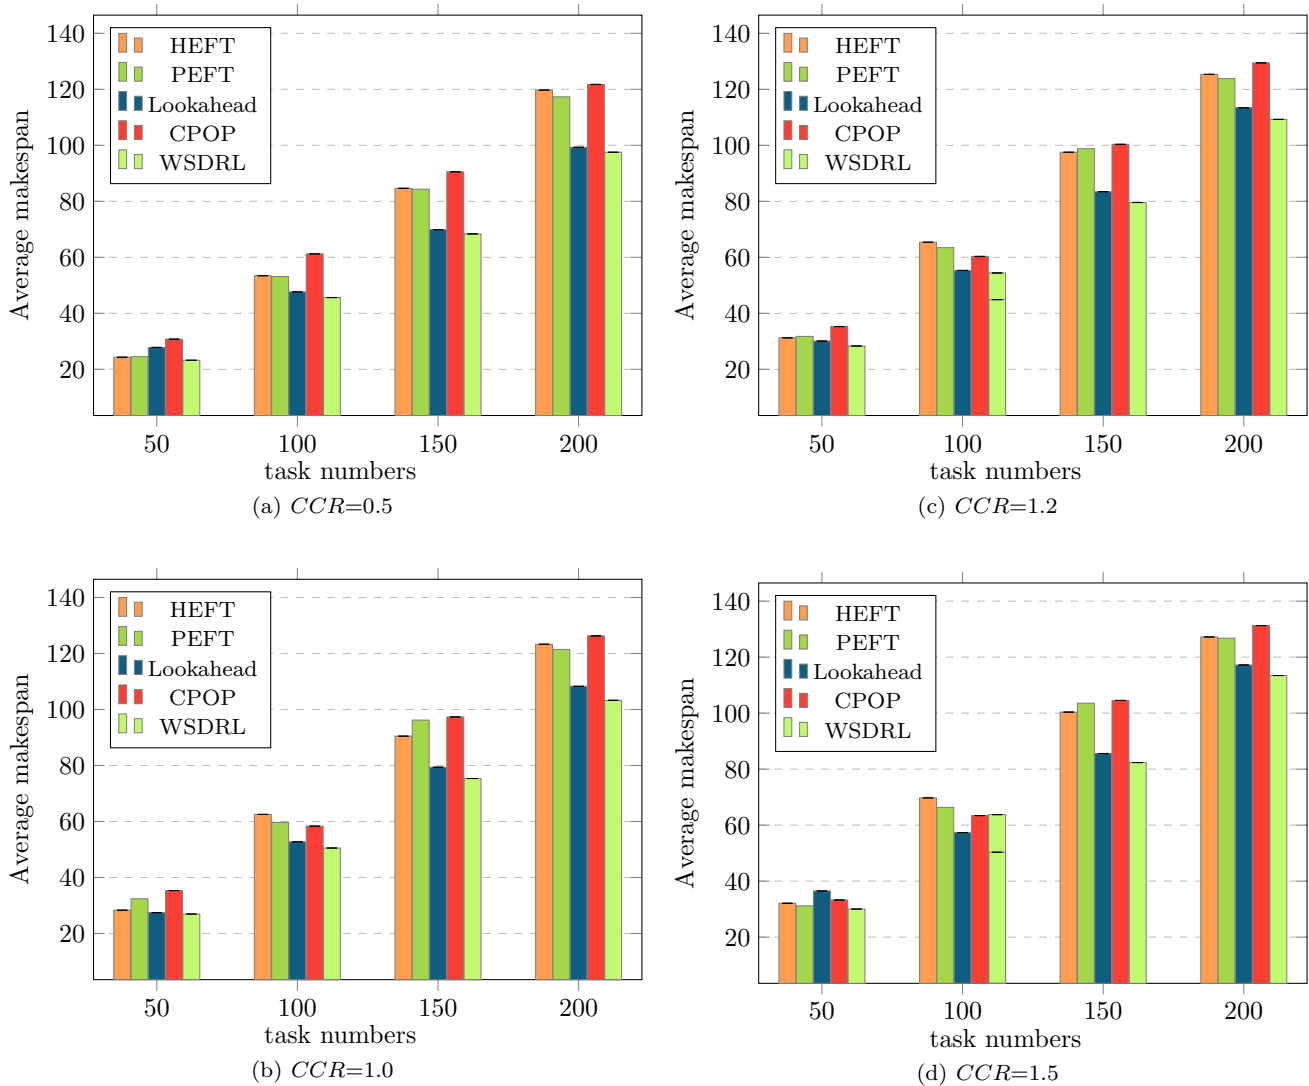 140
120
100
80
60
40
20
Average makespan
HEFT
PEFT
Lookahead
CPOP
WSDRL
50 100 150 200
task numbers
(a) CCR=0.5
140
120
100
80
60
40
20
Average makespan
HEFT
PEFT
Lookahead
CPOP
WSDRL
50 100 150 200
task numbers
(c) CCR=1.2
140
120
100
80
60
40
20
Average makespan
HEFT
PEFT
Lookahead
CPOP
WSDRL
50 100 150 200
task numbers
(b) CCR=1.0
140
120
100
80
60
40
20
Average makespan
HEFT
PEFT
Lookahead
CPOP
WSDRL
50 100 150 200
task numbers
(d) CCR=1.5